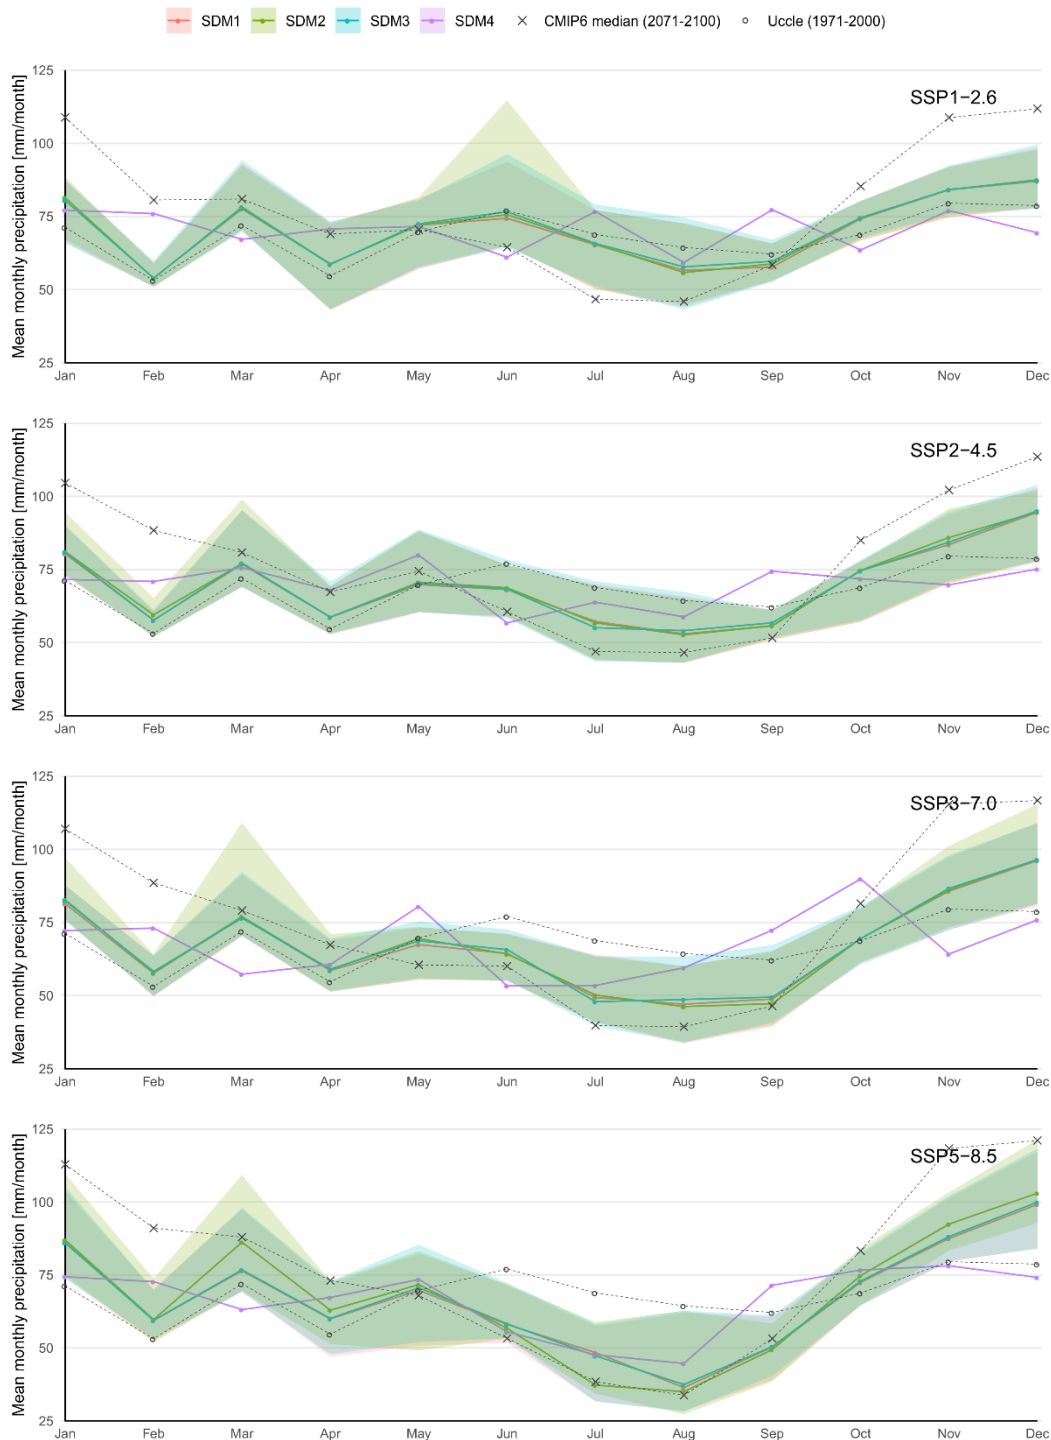 SDM1 SDM2 SDM3 SDM4 CMIP6 median (2071-2100) Uccle (1971-2000)
Mean monthly precipitation [mm/month]
125
SSP1−2.6
100
75
50
25
Jan Feb Mar Apr May Jun Jul Aug Sep Oct Nov Dec
Mean monthly precipitation [mm/month]
125
SSP2−4.5
100
75
50
25
Jan Feb Mar Apr May Jun Jul Aug Sep Oct Nov Dec
Mean monthly precipitation [mm/month]
125
SSP3−7.0
100
75
50
25
Jan Feb Mar Apr May Jun Jul Aug Sep Oct Nov Dec
Mean monthly precipitation [mm/month]
125
SSP5−8.5
100
75
50
25
Jan Feb Mar Apr May Jun Jul Aug Sep Oct Nov Dec